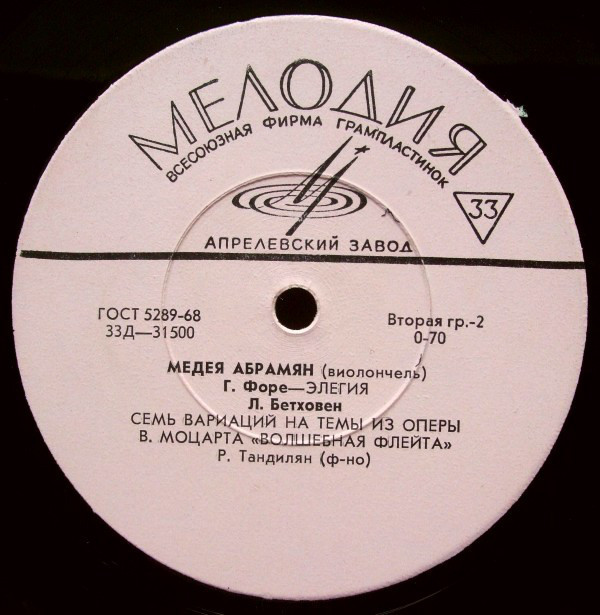 МЕЛОДИЯ
ВСЕСОЮЗНАЯ ФИРМА ГРАМПЛАСТИНОК
33
АПРЕЛЕВСКИЙ ЗАВОД
ГОСТ 5289-68
33Д—31500
Вторая гр.-2
0-70
МЕДЕЯ АБРАМЯН (виолончель)
Г. Форе—ЭЛЕГИЯ
Л. Бетховен
СЕМЬ ВАРИАЦИЙ НА ТЕМЫ ИЗ ОПЕРЫ
В. МОЦАРТА «ВОЛШЕБНАЯ ФЛЕЙТА»
Р. Тандилян (ф-но)